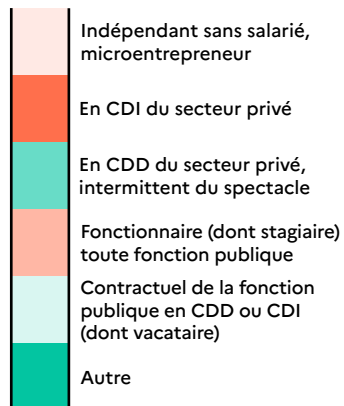 Indépendant sans salarié,
microentrepreneur
En CDI du secteur privé
En CDD du secteur privé,
intermittent du spectacle
Fonctionnaire (dont stagiaire)
toute fonction publique
Contractuel de la fonction
publique en CDD ou CDI
(dont vacataire)
Autre